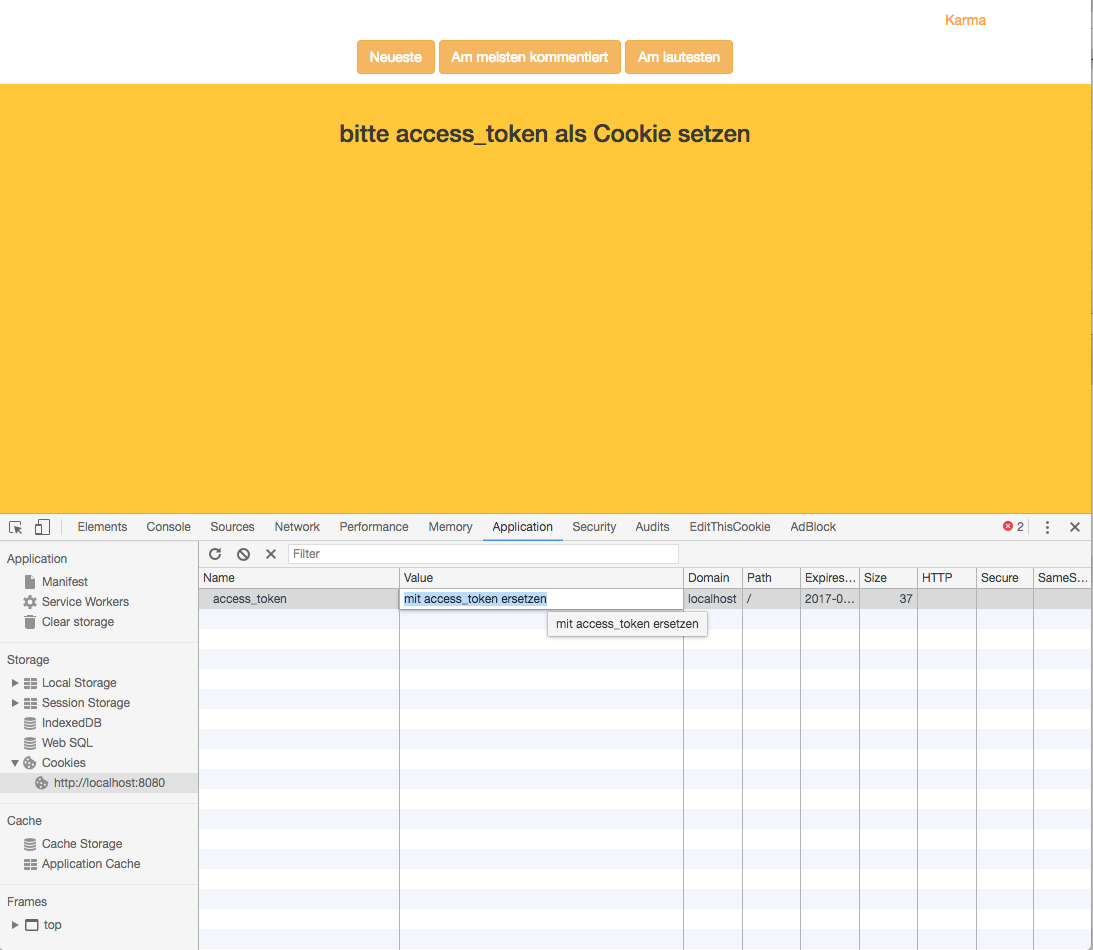 Karma
Neueste Am meisten kommentiert Am lautesten
bitte access_token als Cookie setzen
Elements Console Sources Network Performance Memory Application Security Audits EditThisCookie AdBlock 2
Application
Manifest
Service Workers
Clear storage
Storage
Local Storage
Session Storage
IndexedDB
Web SQL
Cookies
http://localhost:8080
Cache
Cache Storage
Application Cache
Frames
top
Filter
Name Value Domain Path Expires... Size HTTP Secure SameS...
access_token mit access_token ersetzen localhost / 2017-0... 37
mit access_token ersetzen